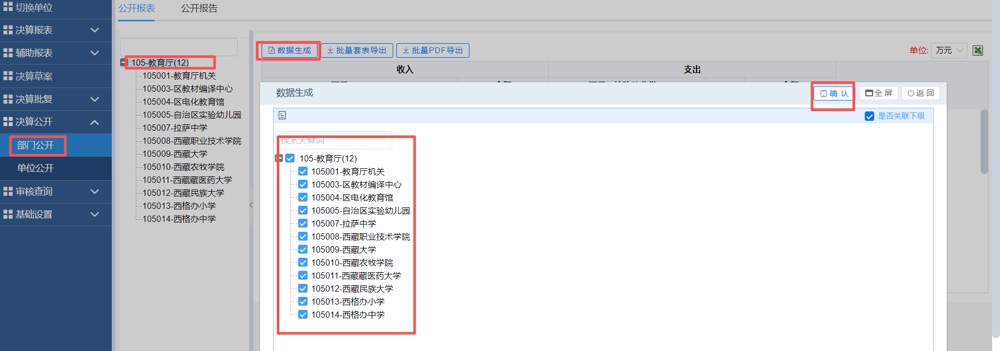 切换单位
决算报表
辅助报表
决算草案
决算批复
决算公开
部门公开
单位公开
审核查询
基础设置
公开报表
公开报告
105-教育厅(12)
105001-教育厅机关
105003-区教材编译中心
105004-区电化教育馆
105005-自治区实验幼儿园
105007-拉萨中学
105008-西藏职业技术学院
105009-西藏大学
105010-西藏农牧学院
105011-西藏藏医药大学
105012-西藏民族大学
105013-西格办小学
105014-西格办中学
数据生成
批量套表导出
批量PDF导出
单位:
万元
收入
支出
数据生成
确 认
全 屏
返 回
是否关联下级
搜索关键词
105-教育厅(12)
105001-教育厅机关
105003-区教材编译中心
105004-区电化教育馆
105005-自治区实验幼儿园
105007-拉萨中学
105008-西藏职业技术学院
105009-西藏大学
105010-西藏农牧学院
105011-西藏藏医药大学
105012-西藏民族大学
105013-西格办小学
105014-西格办中学